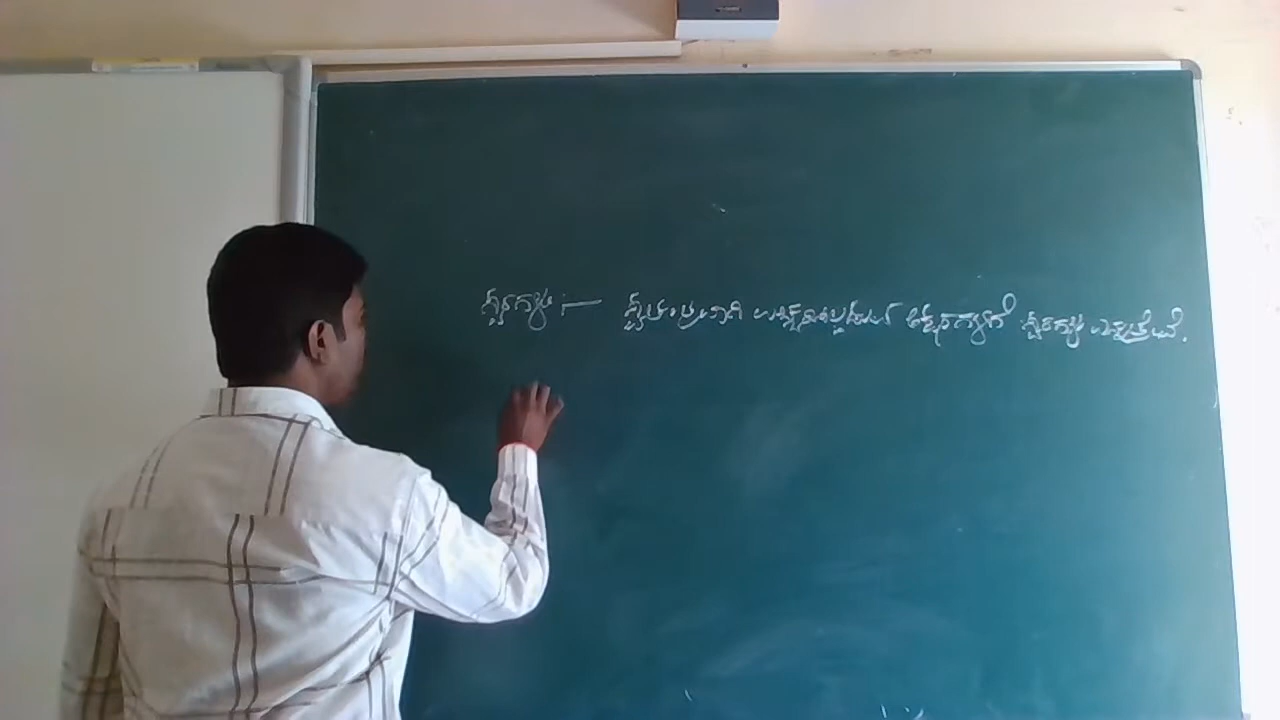 ಸ್ವರಗಳು :— ಸ್ವತಂತ್ರವಾಗಿ ಉಚ್ಚರಿಸಲ್ಪಡುವ ಅಕ್ಷರಗಳಿಗೆ ಸ್ವರಗಳು ಎನ್ನುತ್ತೇವೆ.